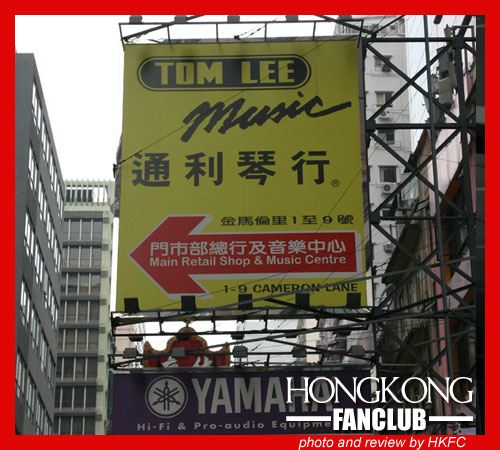 TOM LEE
Music
通利琴行®
金馬倫里1至9號
門市部總行及音樂中心
Main Retail Shop & Music Centre
1-9 CAMERON LANE
YAMAHA
Hi-Fi & Pro-audio Equipment
HONGKONG
FANCLUB
photo and review by HKFC